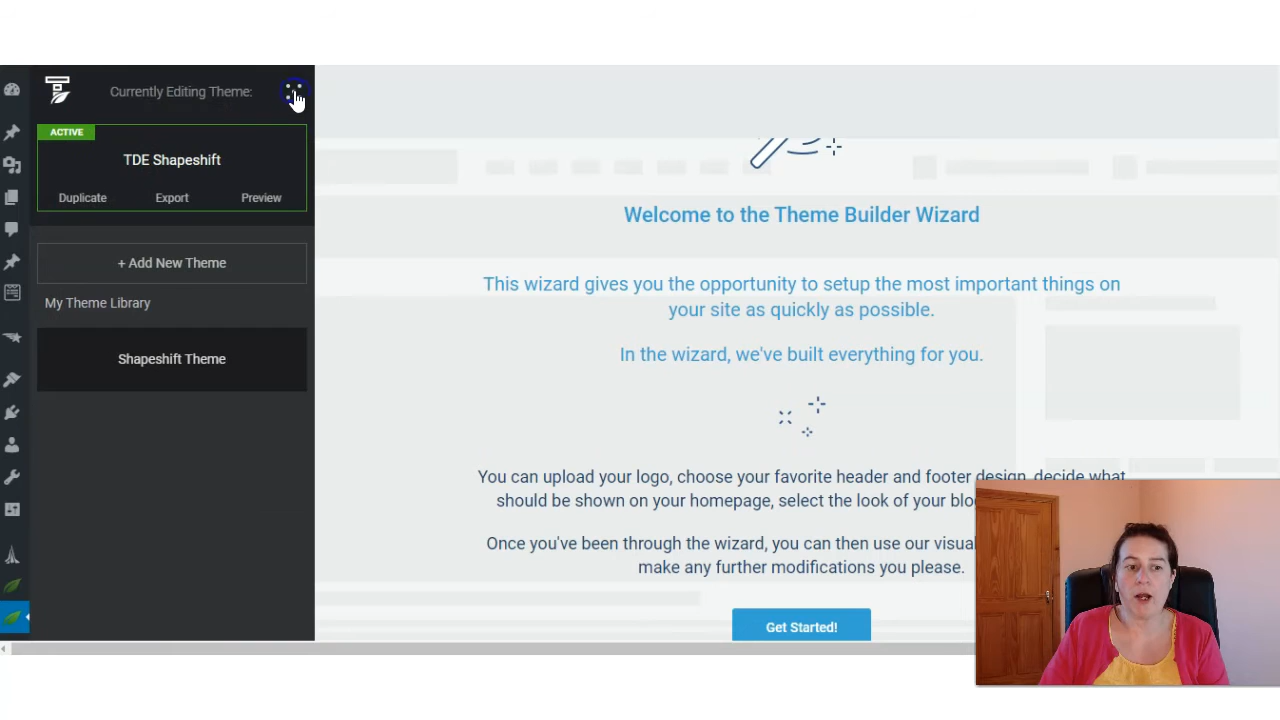 Currently Editing Theme:
ACTIVE
TDE Shapeshift
Duplicate
Export
Preview
+ Add New Theme
My Theme Library
Shapeshift Theme
Welcome to the Theme Builder Wizard
This wizard gives you the opportunity to setup the most important things on
your site as quickly as possible.
In the wizard, we've built everything for you.
You can upload your logo, choose your favorite header and footer design, decide what
should be shown on your homepage, select the look of your
Once you've been through the wizard, you can then use our
make any further modifications you please.
Get Started!